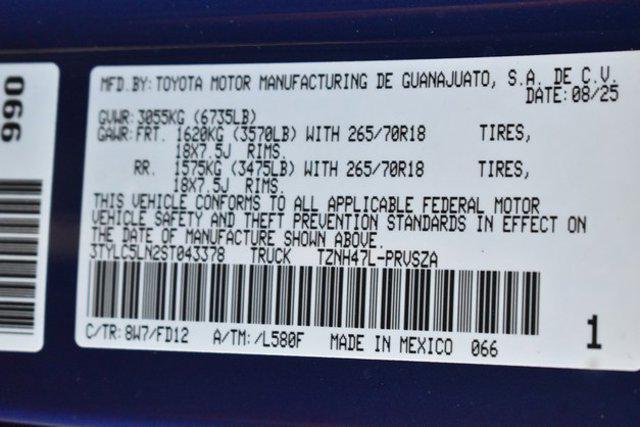 990
MFD.BY:TOYOTA MOTOR MANUFACTURING DE GUANAJUATO, S.A. DE C.V.
DATE:08/25
GVWR:3055KG (6735LB)
GAWR:FRT. 1620KG (3570LB) WITH 265/70R18 TIRES,
18X7.5J RIMS.
RR. 1575KG (3475LB) WITH 265/70R18 TIRES,
18X7.5J RIMS.
THIS VEHICLE CONFORMS TO ALL APPLICABLE FEDERAL MOTOR
VEHICLE SAFETY AND THEFT PREVENTION STANDARDS IN EFFECT ON
THE DATE OF MANUFACTURE SHOWN ABOVE.
3TYLC5LN2ST043378 TRUCK TZNH47L-PRVSZA
C/TR:8W7/FD12 A/TM:/L580F MADE IN MEXICO 066
1